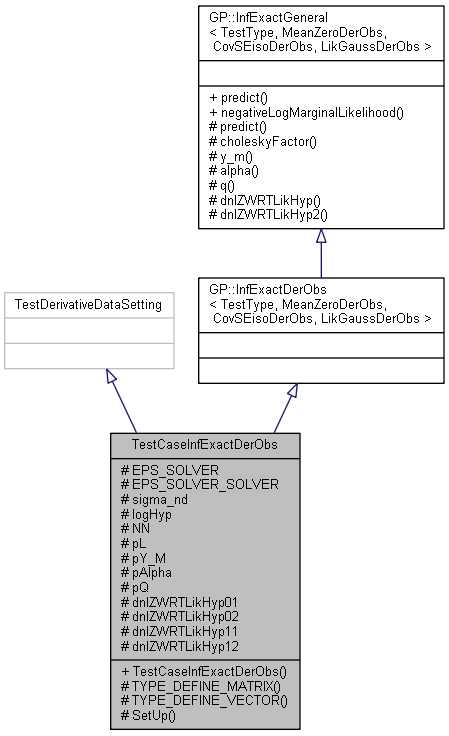 GP::InfExactGeneral
< TestType, MeanZeroDerObs,
CovSEisoDerObs, LikGaussDerObs >
+ predict()
+ negativeLogMarginalLikelihood()
# predict()
# choleskyFactor()
# y_m()
# alpha()
# q()
# dnlZWRTLikHyp()
# dnlZWRTLikHyp2()
TestDerivativeDataSetting
GP::InfExactDerObs
< TestType, MeanZeroDerObs,
CovSEisoDerObs, LikGaussDerObs >
TestCaseInfExactDerObs
# EPS_SOLVER
# EPS_SOLVER_SOLVER
# sigma_nd
# logHyp
# NN
# pL
# pY_M
# pAlpha
# pQ
# dnlZWRTLikHyp01
# dnlZWRTLikHyp02
# dnlZWRTLikHyp11
# dnlZWRTLikHyp12
+ TestCaseInfExactDerObs()
# TYPE_DEFINE_MATRIX()
# TYPE_DEFINE_VECTOR()
# SetUp()